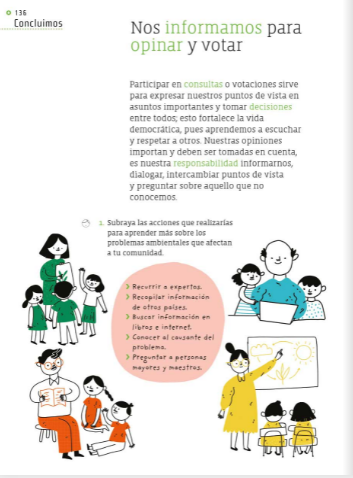 136
Concluimos
Nos informamos para
opinar y votar
Participar en consultas o votaciones sirve
para expresar nuestros puntos de vista en
asuntos importantes y tomar decisiones
entre todos; esto fortalece la vida
democrática, pues aprendemos a escuchar
y respetar a otros. Nuestras opiniones
importan y deben ser tomadas en cuenta,
es nuestra responsabilidad informarnos,
dialogar, intercambiar puntos de vista
y preguntar sobre aquello que no
conocemos.
1. Subraya las acciones que realizarías
para aprender más sobre los
problemas ambientales que afectan
a tu comunidad.
> Recurrir a expertos.
> Recopilar información
de otros países.
> Buscar información en
libros e internet.
> Conocer al causante del
problema.
> Preguntar a personas
mayores y maestros.